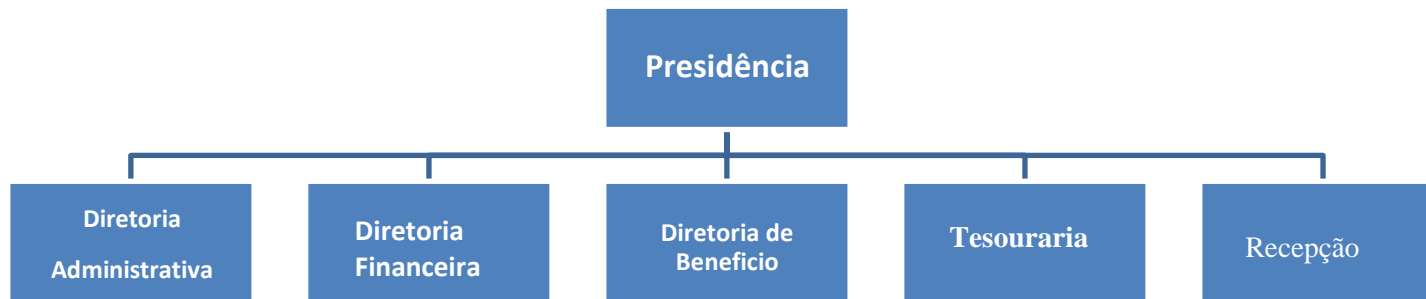 Presidência
Diretoria
Administrativa
Diretoria
Financeira
Diretoria de
Beneficio
Tesouraria
Recepção